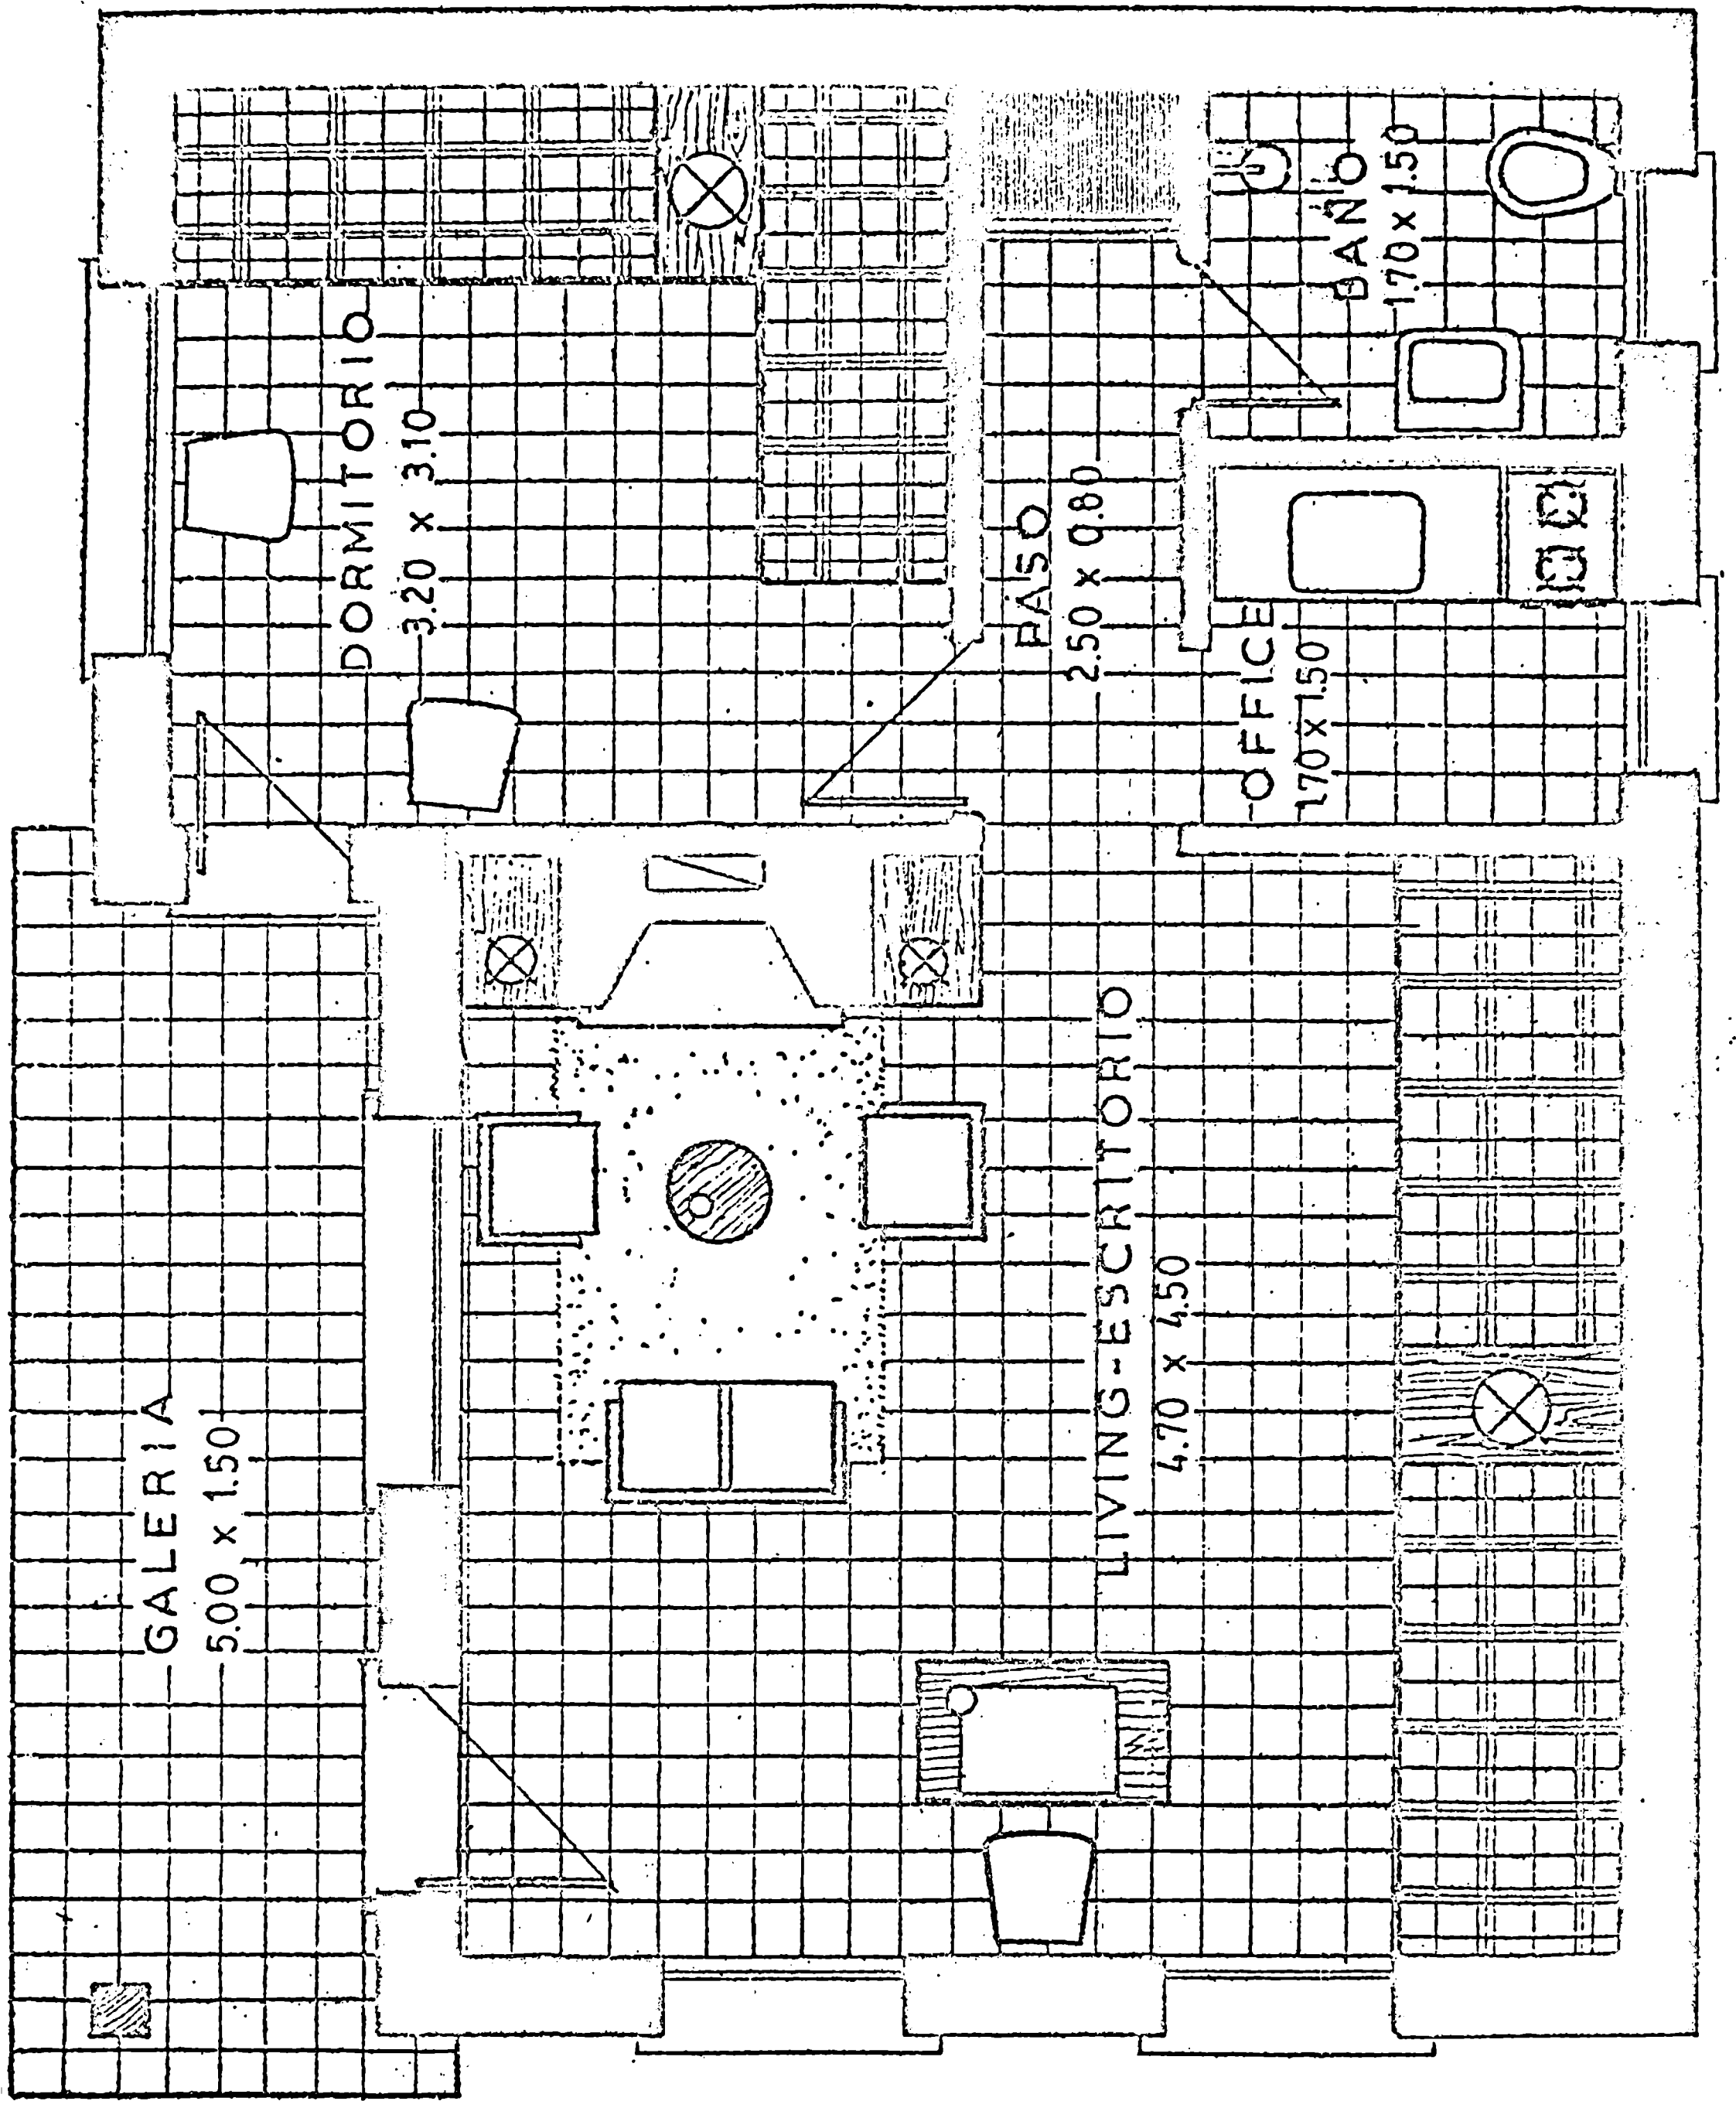 DORMITORIO
3.20 x 3.10
BAÑO
1.70 x 1.50
PASO
2.50 x 0.80
OFFICE
1.70 x 1.50
GALERIA
5.00 x 1.50
LIVING-ESCRITORIO
4.70 x 4.50